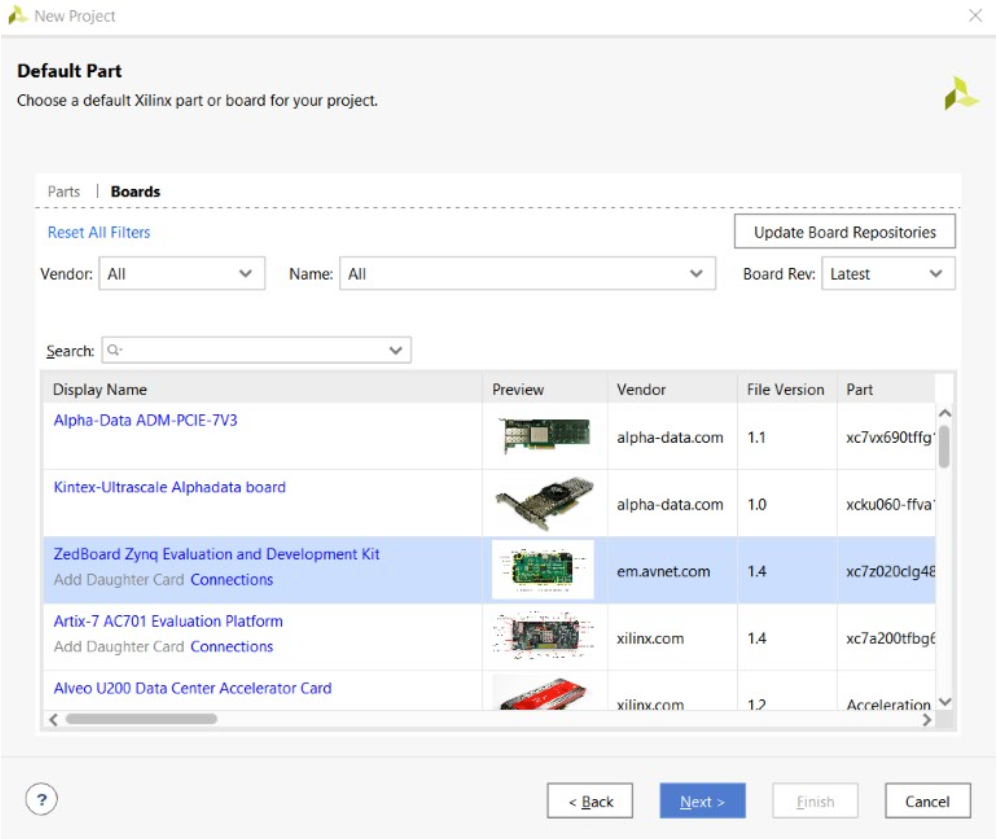 New Project
Default Part
Choose a default Xilinx part or board for your project.
Parts | Boards
Reset All Filters
Update Board Repositories
Vendor: All Name: All Board Rev: Latest
Search:
Display Name Preview Vendor File Version Part
Alpha-Data ADM-PCIE-7V3 alpha-data.com 1.1 xc7vx690tffg
Kintex-Ultrascale Alphadata board alpha-data.com 1.0 xcku060-ffva
ZedBoard Zynq Evaluation and Development Kit
Add Daughter Card Connections em.avnet.com 1.4 xc7z020clg48
Artix-7 AC701 Evaluation Platform
Add Daughter Card Connections xilinx.com 1.4 xc7a200tfbg6
Alveo U200 Data Center Accelerator Card xilinx.com 1.2 Acceleration
? < Back Next > Finish Cancel